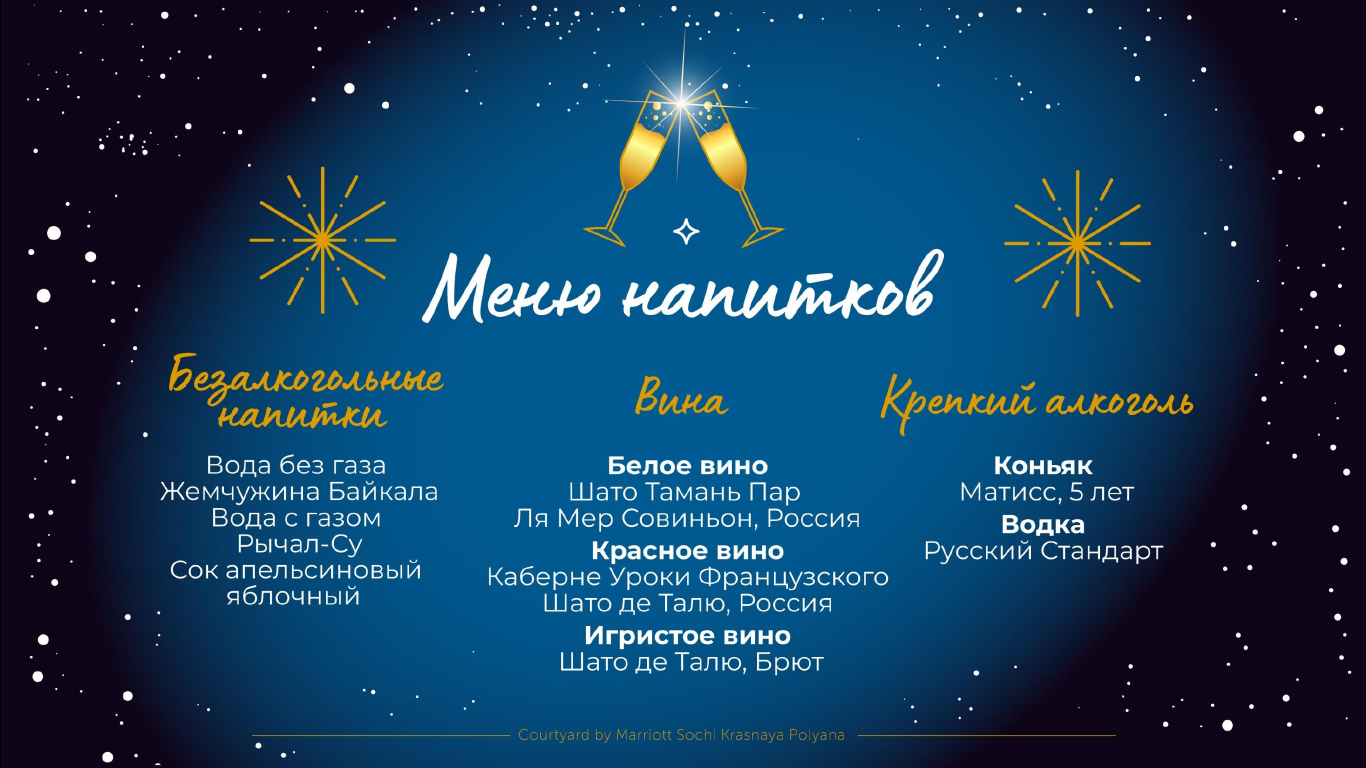 Меню напитков
Безалкогольные
напитки
Вода без газа
Жемчужина Байкала
Вода с газом
Рычал-Су
Сок апельсиновый
яблочный
Вина
Белое вино
Шато Тамань Пар
Ля Мер Совиньон, Россия
Красное вино
Каберне Уроки Французского
Шато де Талю, Россия
Игристое вино
Шато де Талю, Брют
Крепкий алкоголь
Коньяк
Матисс, 5 лет
Водка
Русский Стандарт
Courtyard by Marriott Sochi Krasnaya Polyana